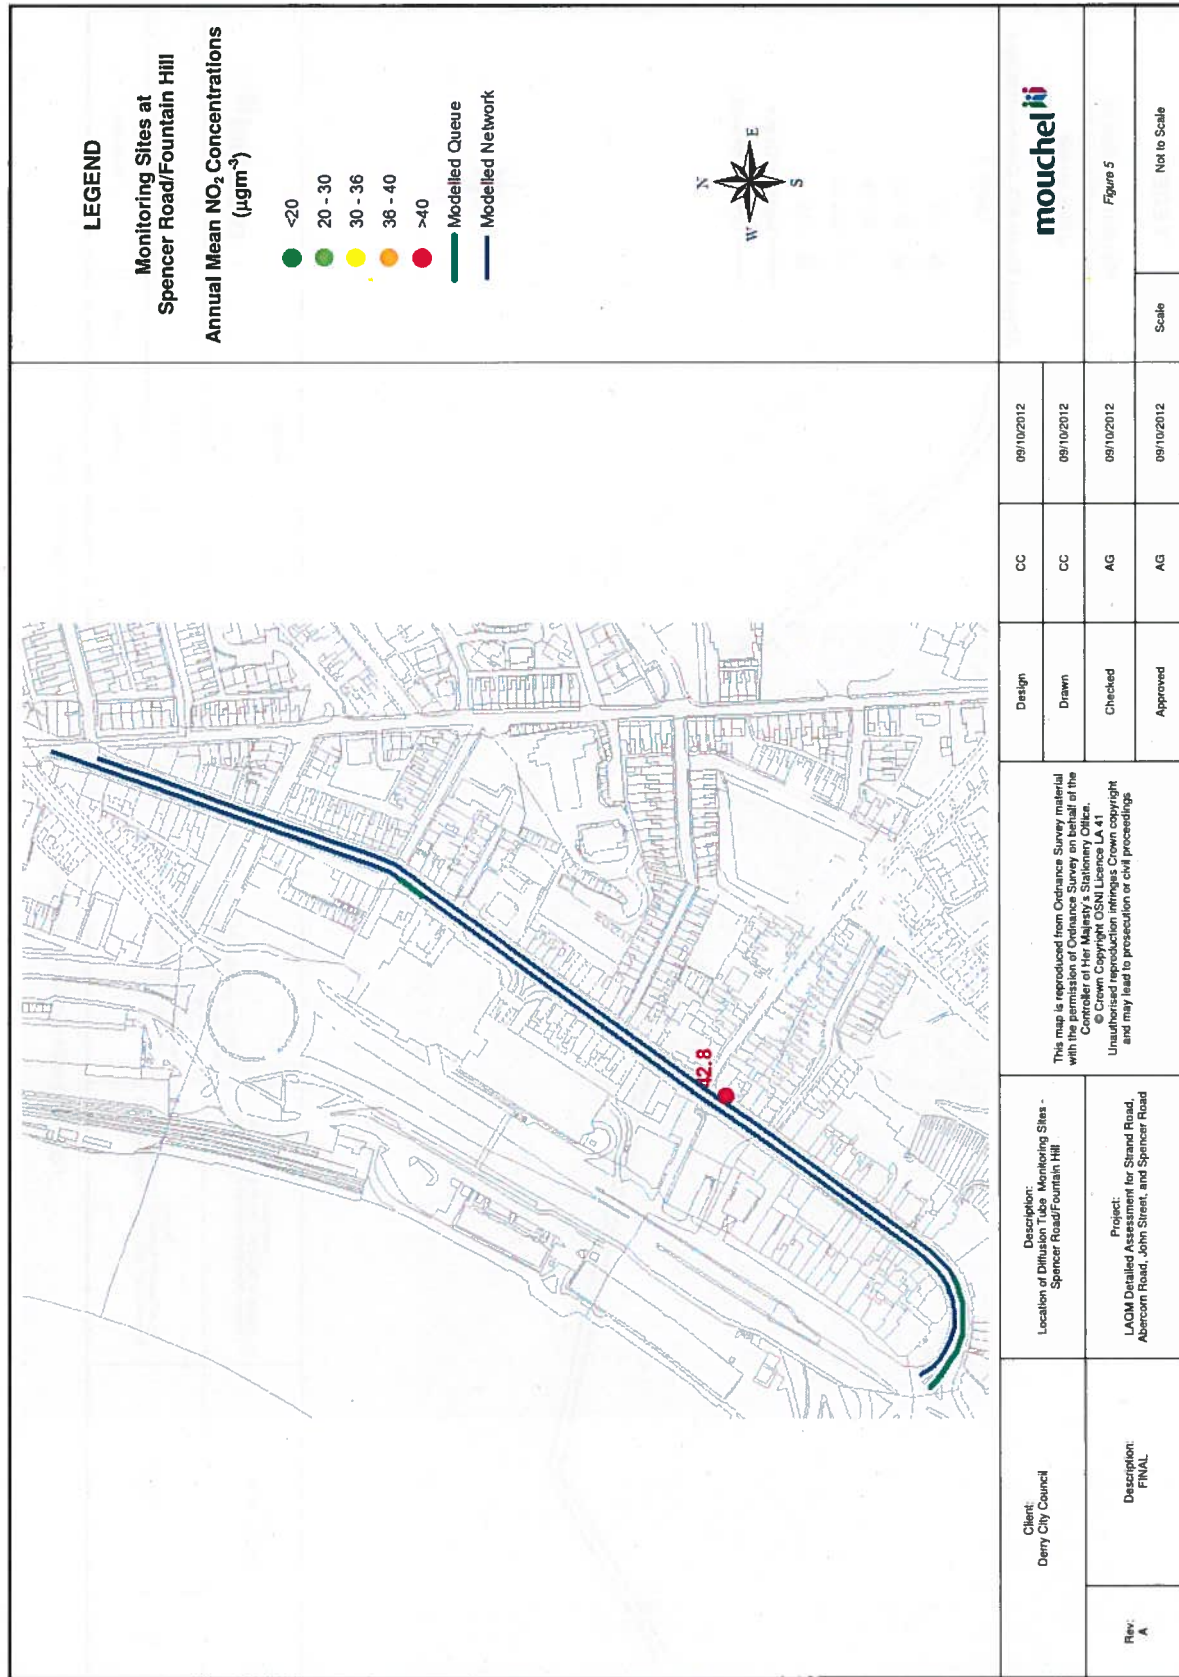 LEGEND
Monitoring Sites at
Spencer Road/Fountain Hill
Annual Mean NO₂ Concentrations
(µgm⁻³)
<20
20 - 30
30 - 36
36 - 40
>40
Modelled Queue
Modelled Network
N
W
E
S
42.8
Client:
Derry City Council
Description:
Location of Diffusion Tube Monitoring Sites -
Spencer Road/Fountain Hill
This map is reproduced from Ordnance Survey material
with the permission of Ordnance Survey on behalf of the
Controller of Her Majesty's Stationery Office.
© Crown Copyright OSNI Licence LA 41
Unauthorised reproduction infringes Crown copyright
and may lead to prosecution or civil proceedings
Design
CC
09/10/2012
Drawn
CC
09/10/2012
Checked
AG
09/10/2012
Approved
AG
09/10/2012
mouchel
Figure 5
Scale
Not to Scale
Rev:
A
Description:
FINAL
Project:
LAQM Detailed Assessment for Strand Road,
Abercorn Road, John Street, and Spencer Road